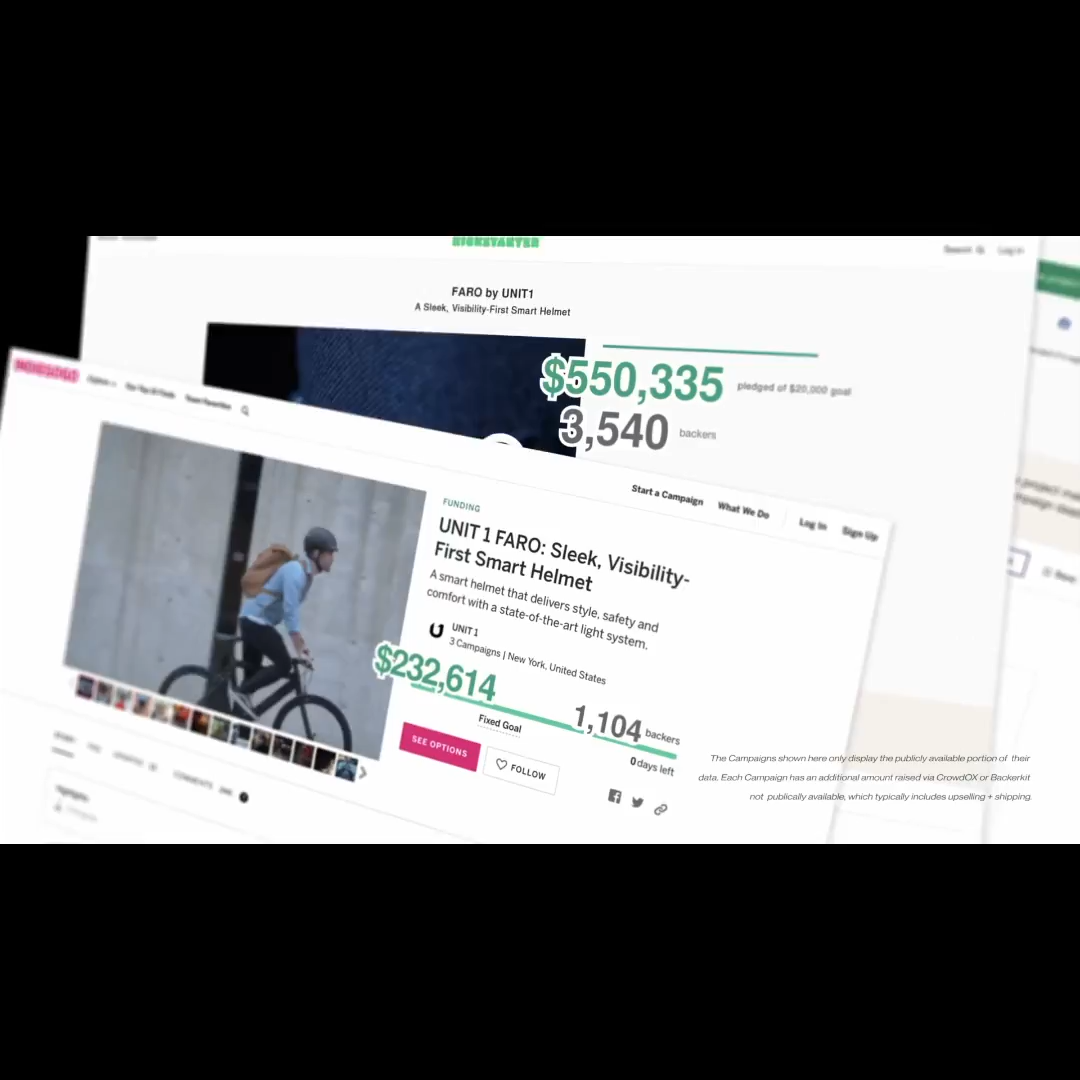 KICKSTARTER
Search
Log in
FARO by UNIT1
A Sleek, Visibility-First Smart Helmet
$550,335
pledged of $20,000 goal
3,540
backers
INDIEGOGO
Start a Campaign
What We Do
Log In
Sign Up
FUNDING
UNIT 1 FARO: Sleek, Visibility-
First Smart Helmet
A smart helmet that delivers style, safety and
comfort with a state-of-the-art light system.
UNIT 1
3 Campaigns | New York, United States
$232,614
1,104 backers
Fixed Goal
0 days left
SEE OPTIONS
FOLLOW
The Campaigns shown here only display the publicly available portion of their
data. Each Campaign has an additional amount raised via CrowdOX or Backerkit
not publically available, which typically includes upselling + shipping.